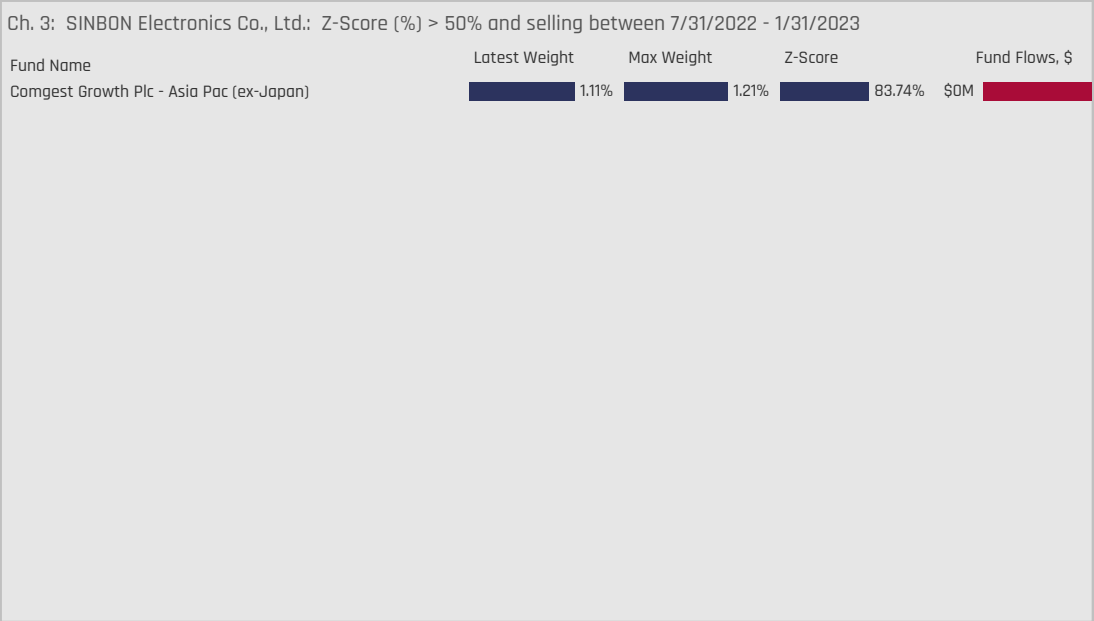 Ch. 3: SINBON Electronics Co., Ltd.: Z-Score (%) > 50% and selling between 7/31/2022 - 1/31/2023
Fund Name Latest Weight Max Weight Z-Score Fund Flows, $
Comgest Growth Plc - Asia Pac (ex-Japan) 1.11% 1.21% 83.74% $0M